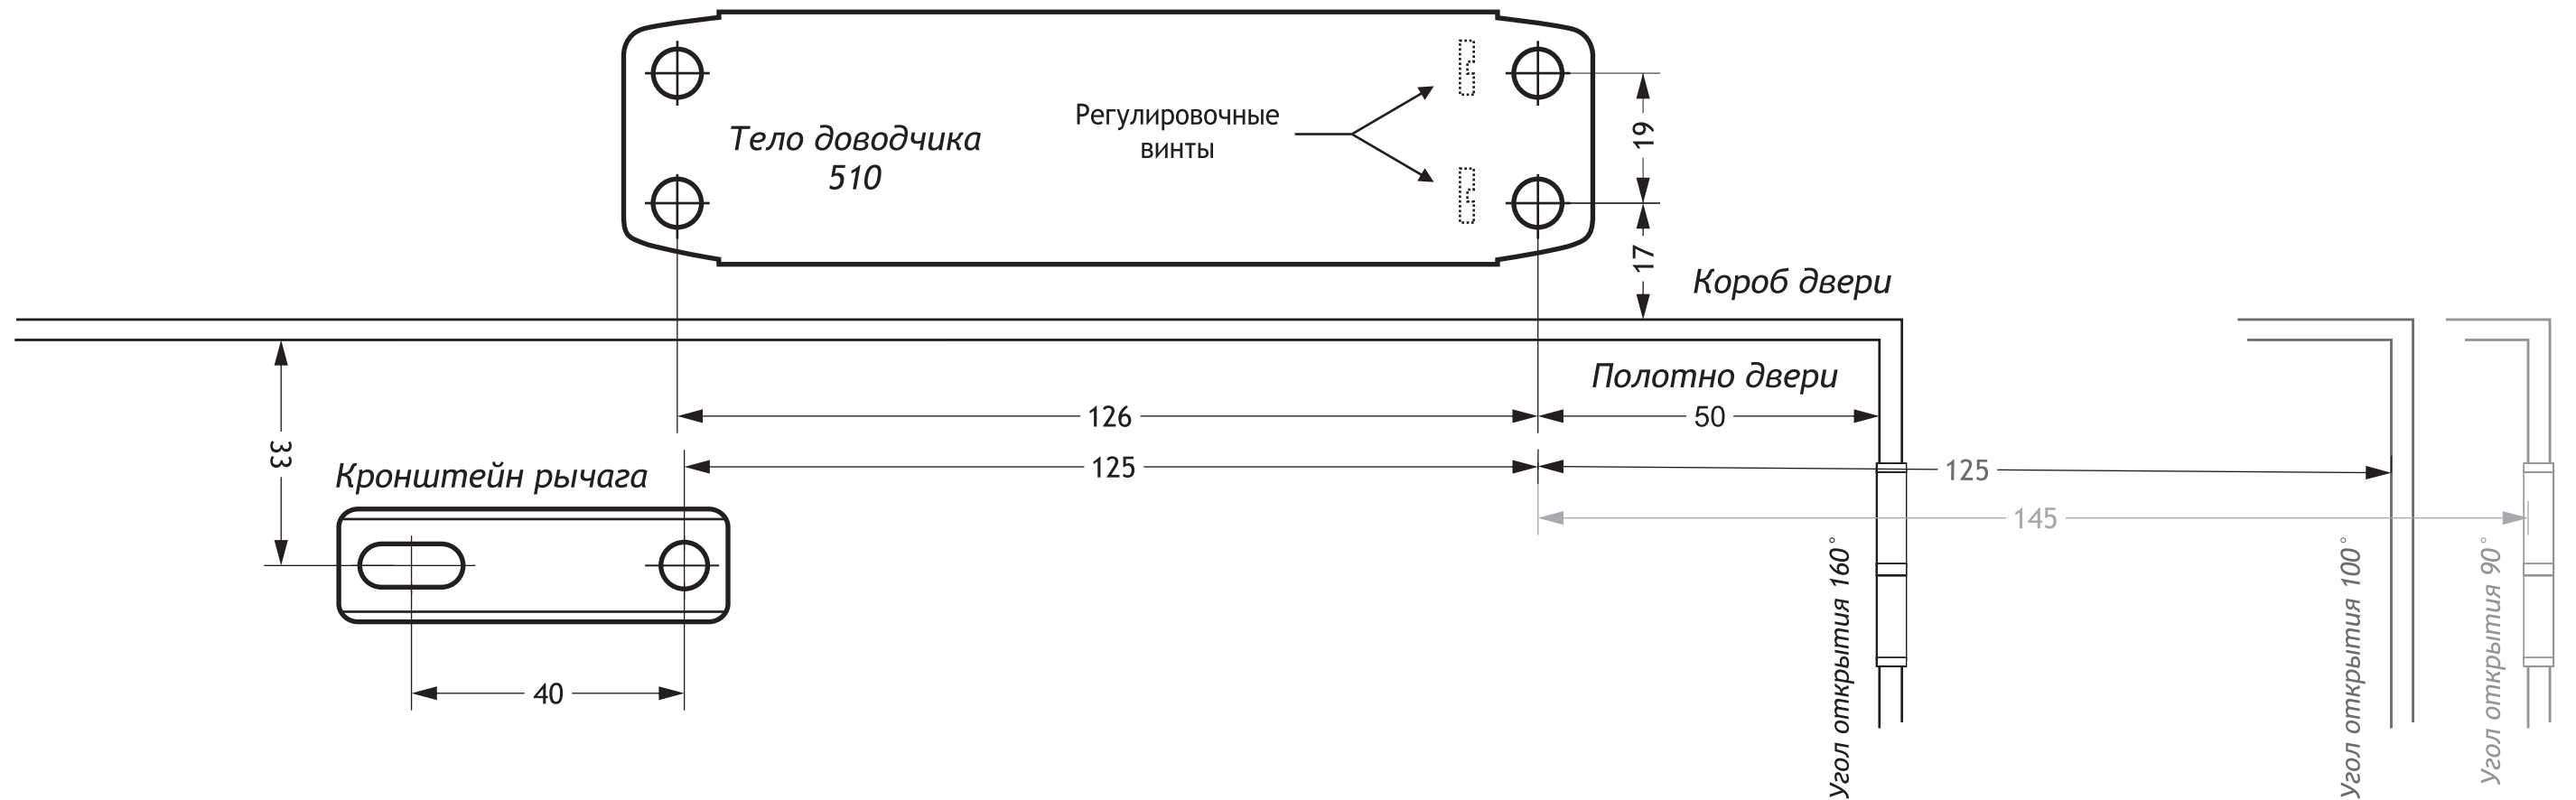 Тело доводчика
510
Регулировочные
винты
19
17
Короб двери
Полотно двери
126
50
33
Кронштейн рычага
125
125
145
40
Угол открытия 160°
Угол открытия 100°
Угол открытия 90°